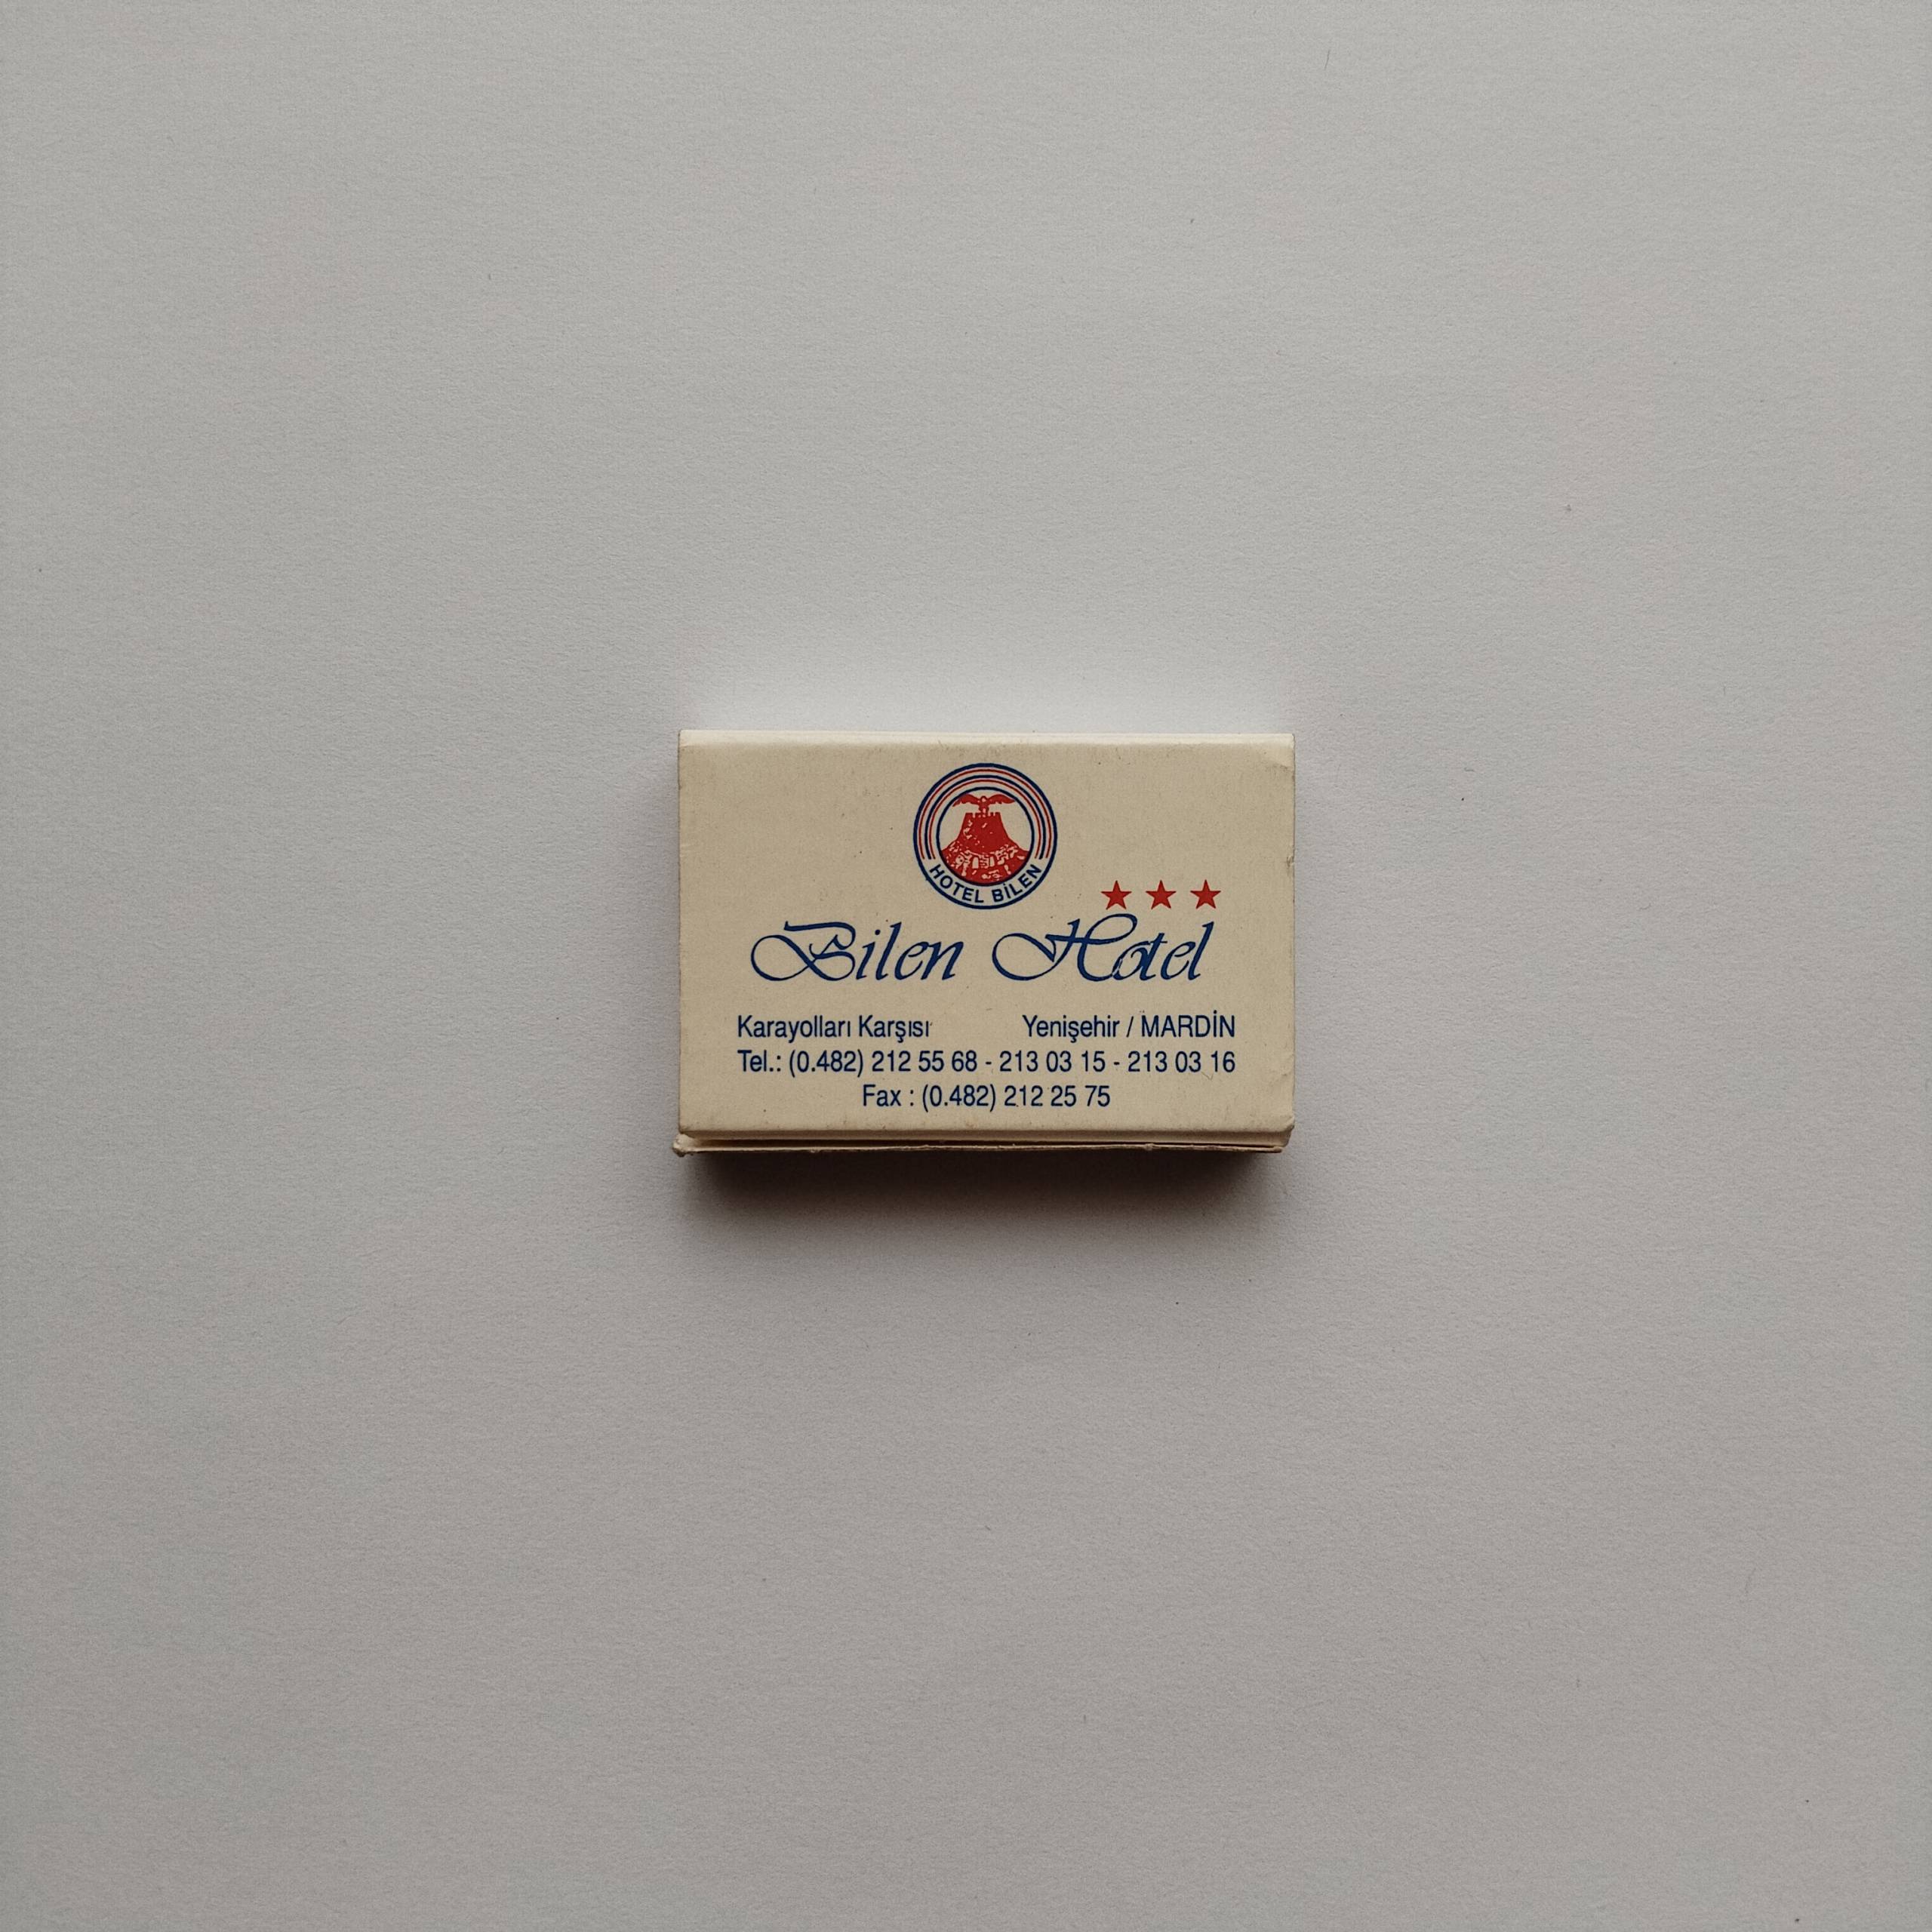 HOTEL BİLEN
Bilen Hotel
Karayolları Karşısı Yenişehir / MARDİN
Tel.: (0.482) 212 55 68 - 213 03 15 - 213 03 16
Fax : (0.482) 212 25 75